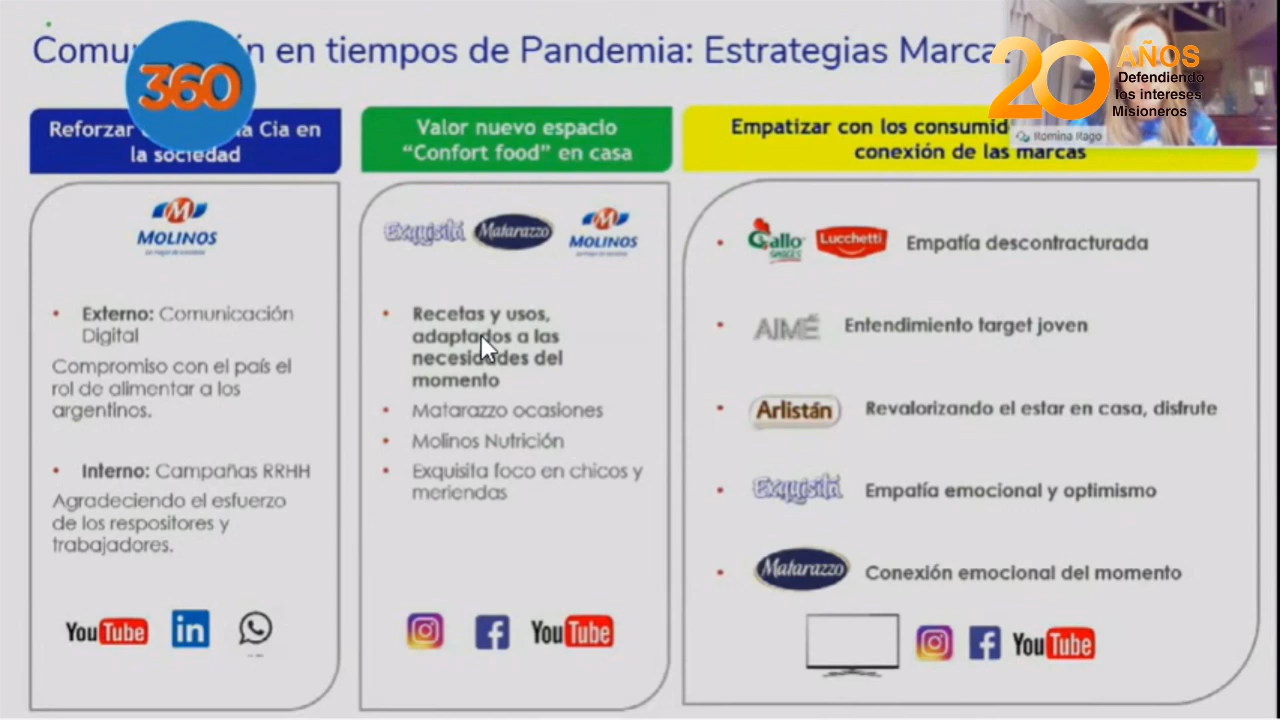 Comu n en tiempos de Pandemia: Estrategias Marca
360
20 AÑOS
Defendiendo
los intereses
Misioneros
Romina Rago
Reforzar a Cia en
la sociedad
MOLINOS
Externo: Comunicación
Digital
Compromiso con el país el
rol de alimentar a los
argentinos.
Interno: Campañas RRHH
Agradeciendo el esfuerzo
de los respositores y
trabajadores.
YouTube in
Valor nuevo espacio
“Confort food” en casa
Exquisita Matarazzo MOLINOS
Recetas y usos,
adaptados a las
necesidades del
momento
Matarazzo ocasiones
Molinos Nutrición
Exquisita foco en chicos y
meriendas
f YouTube
Empatizar con los consumid
conexión de las marcas
Gallo Lucchetti Empatía descontracturada
AIMÉ Entendimiento target joven
Arlistán Revalorizando el estar en casa, disfrute
Exquisita Empatía emocional y optimismo
Matarazzo Conexión emocional del momento
f YouTube